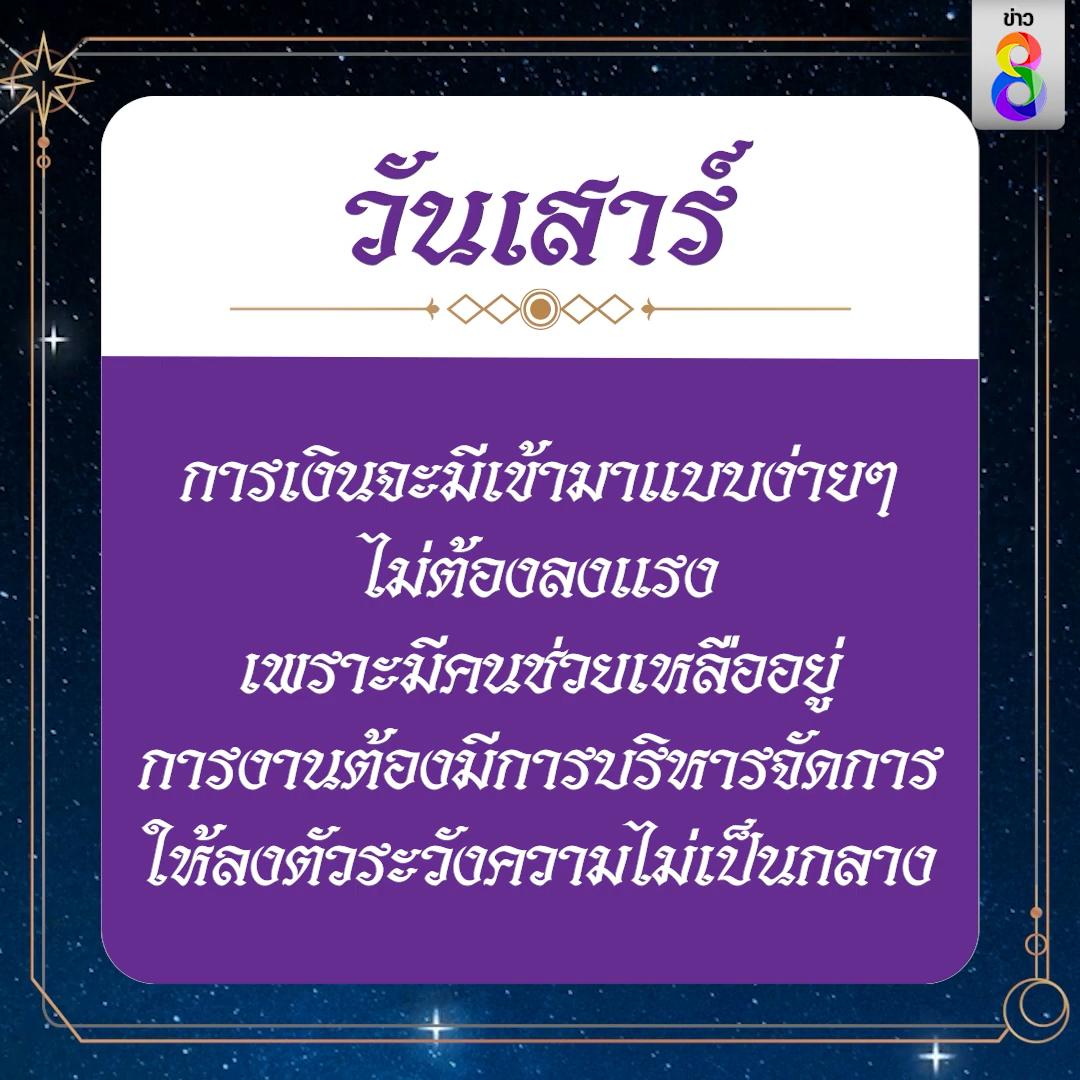 ข่าว
8
วันเสาร์
การเงินจะมีเข้ามาแบบง่ายๆ
ไม่ต้องลงแรง
เพราะมีคนช่วยเหลืออยู่
การงานต้องมีการบริหารจัดการ
ให้ลงตัวระวังความไม่เป็นกลาง